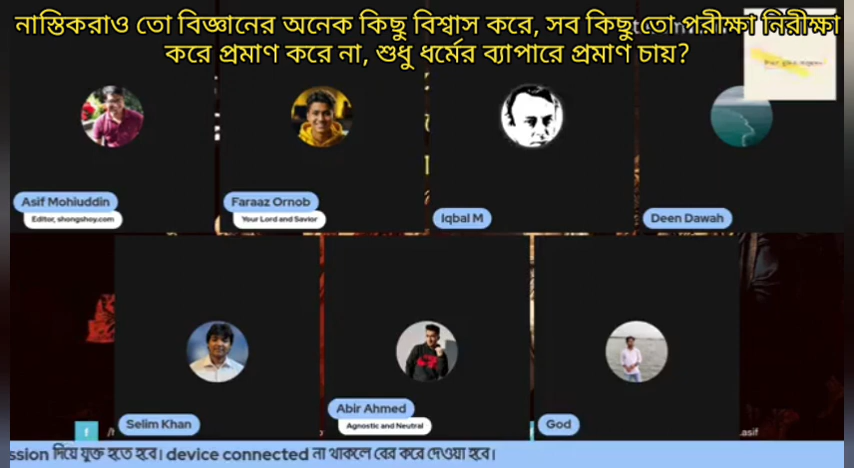 নাস্তিকরাও তো বিজ্ঞানের অনেক কিছু বিশ্বাস করে, সব কিছু তো পরীক্ষা নিরীক্ষা
করে প্রমাণ করে না, শুধু ধর্মের ব্যাপারে প্রমাণ চায়?
Asif Mohiuddin
Editor, shongshoy.com
Faraaz Ornob
Your Lord and Savior
Iqbal M
Deen Dawah
Selim Khan
Abir Ahmed
Agnostic and Neutral
God
f
.asif
ssion দিয়ে যুক্ত হতে হবে। device connected না থাকলে বের করে দেওয়া হবে।